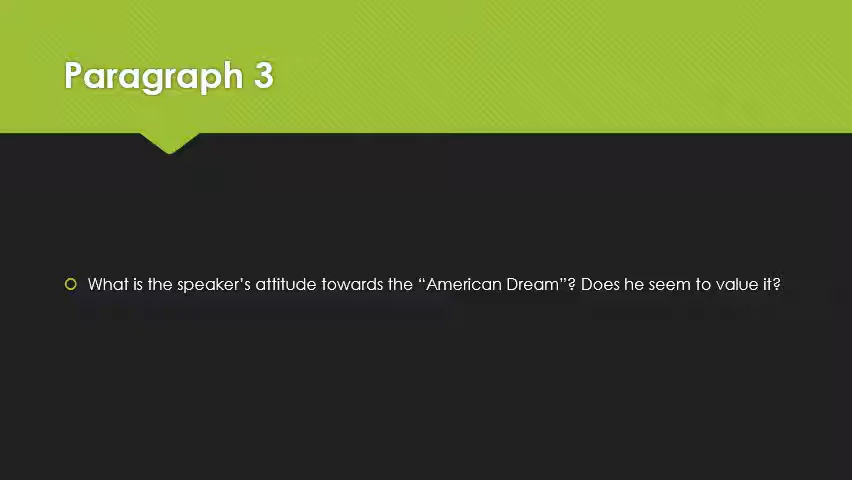 Paragraph 3
What is the speaker’s attitude towards the “American Dream”? Does he seem to value it?